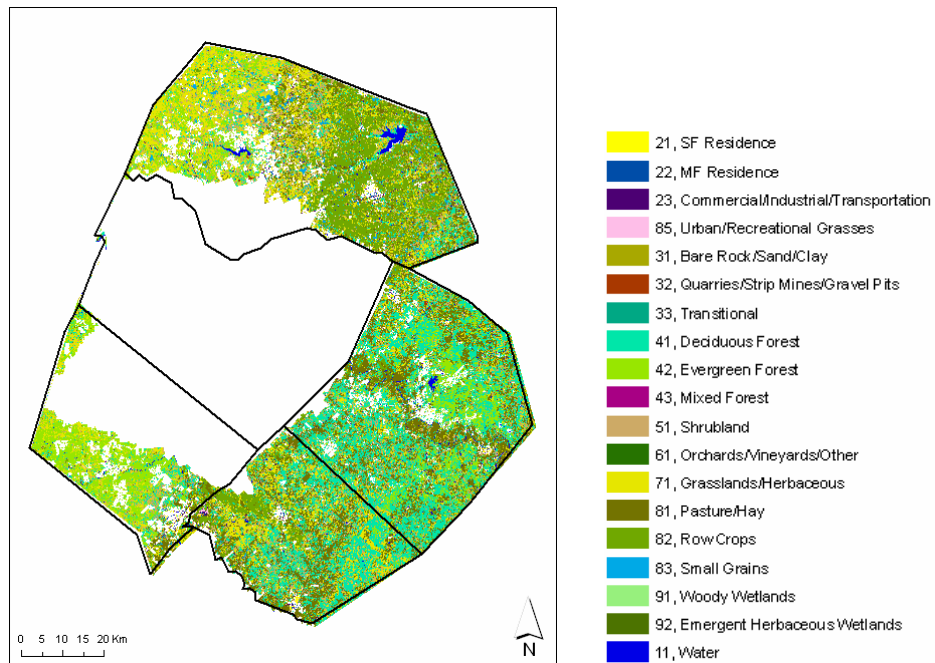 21, SF Residence
22, MF Residence
23, Commercial/Industrial/Transportation
85, Urban/Recreational Grasses
31, Bare Rock/Sand/Clay
32, Quarries/Strip Mines/Gravel Pits
33, Transitional
41, Deciduous Forest
42, Evergreen Forest
43, Mixed Forest
51, Shrubland
61, Orchards/Vineyards/Other
71, Grasslands/Herbaceous
81, Pasture/Hay
82, Row Crops
83, Small Grains
91, Woody Wetlands
92, Emergent Herbaceous Wetlands
11, Water
0 5 10 15 20 Km
N